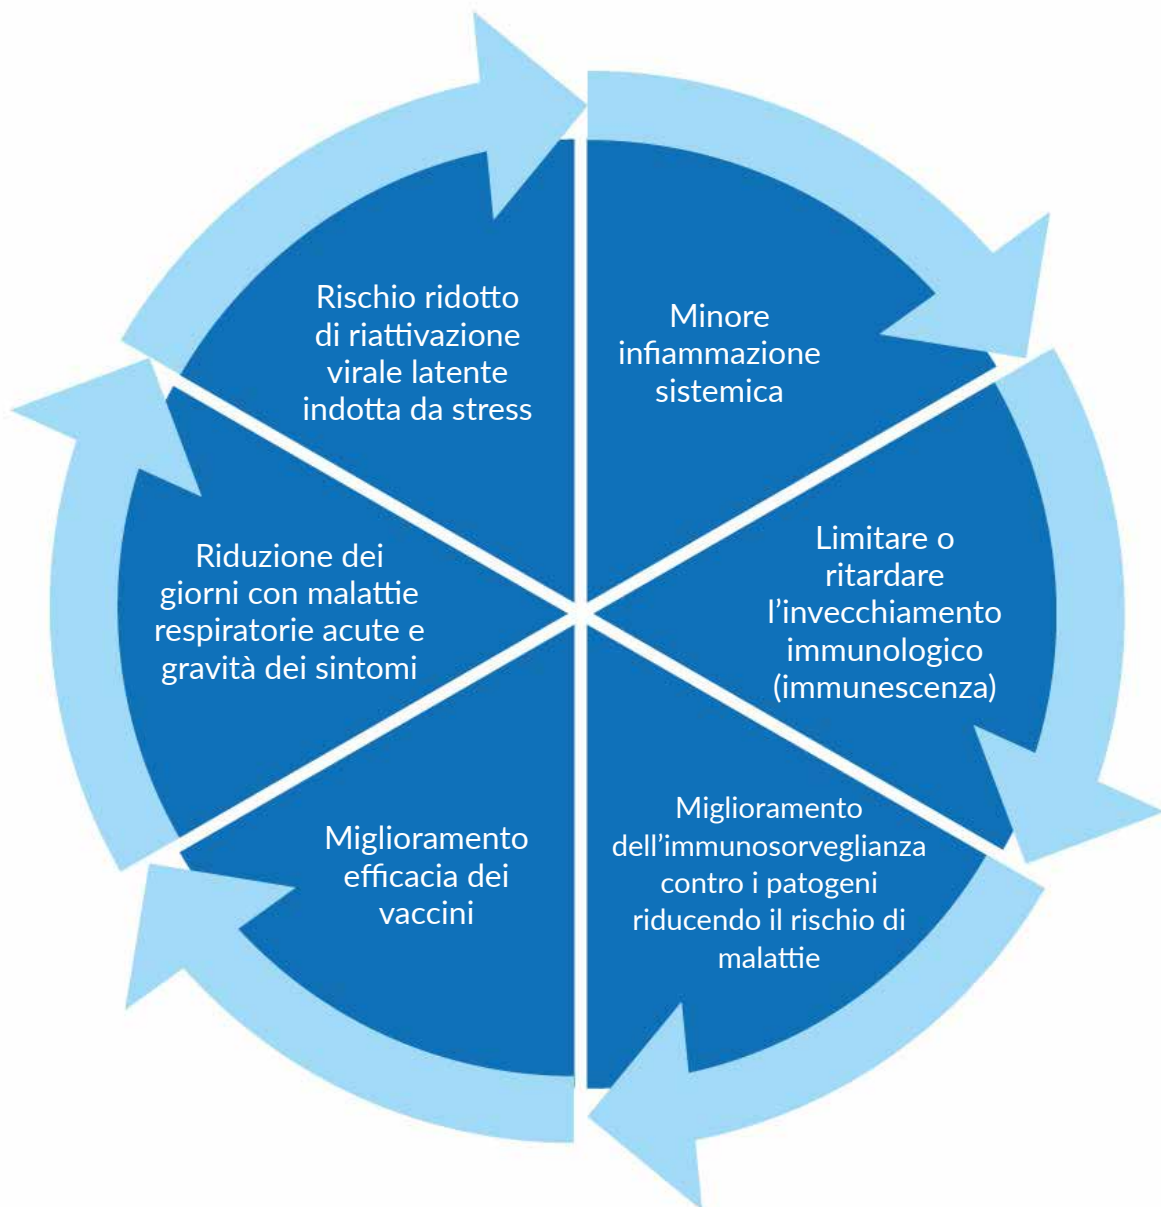 Rischio ridotto
di riattivazione
virale latente
indotta da stress
Minore
infiammazione
sistemica
Limitare o
ritardare
l’invecchiamento
immunologico
(immunescenza)
Miglioramento
dell’immunosorveglianza
contro i patogeni
riducendo il rischio di
malattie
Miglioramento
efficacia dei
vaccini
Riduzione dei
giorni con malattie
respiratorie acute e
gravità dei sintomi